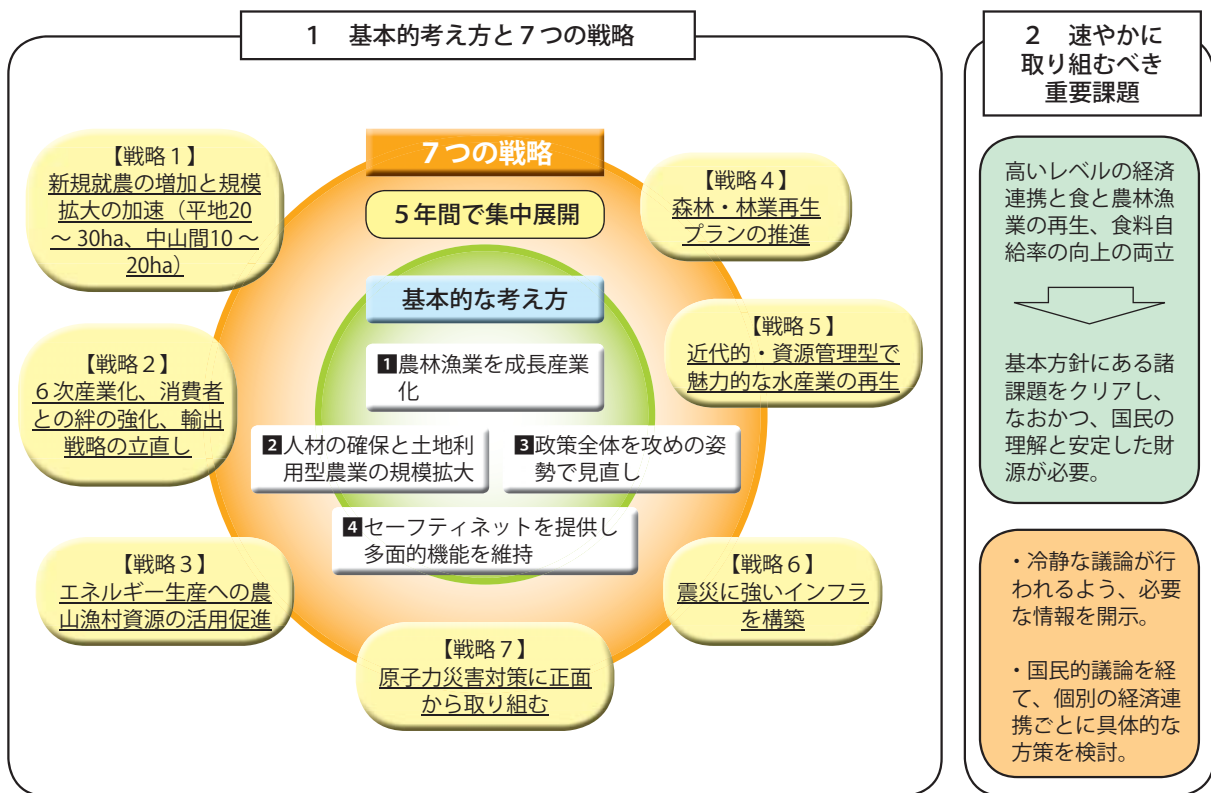 1　基本的考え方と７つの戦略
７つの戦略
５年間で集中展開
基本的な考え方
1農林漁業を成長産業
化
2人材の確保と土地利
用型農業の規模拡大
3政策全体を攻めの姿
勢で見直し
4セーフティネットを提供し
多面的機能を維持
【戦略１】
新規就農の増加と規模
拡大の加速（平地20
～ 30ha、中山間10 ～
20ha）
【戦略２】
６次産業化、消費者
との絆の強化、輸出
戦略の立直し
【戦略３】
エネルギー生産への農
山漁村資源の活用促進
【戦略４】
森林・林業再生
プランの推進
【戦略５】
近代的・資源管理型で
魅力的な水産業の再生
【戦略６】
震災に強いインフラ
を構築
【戦略７】
原子力災害対策に正面
から取り組む
2　速やかに
取り組むべき
重要課題
高いレベルの経済
連携と食と農林漁
業の再生、食料自
給率の向上の両立
基本方針にある諸
課題をクリアし、
なおかつ、国民の
理解と安定した財
源が必要。
・冷静な議論が行
われるよう、必要
な情報を開示。
・国民的議論を経
て、個別の経済連
携ごとに具体的な
方策を検討。